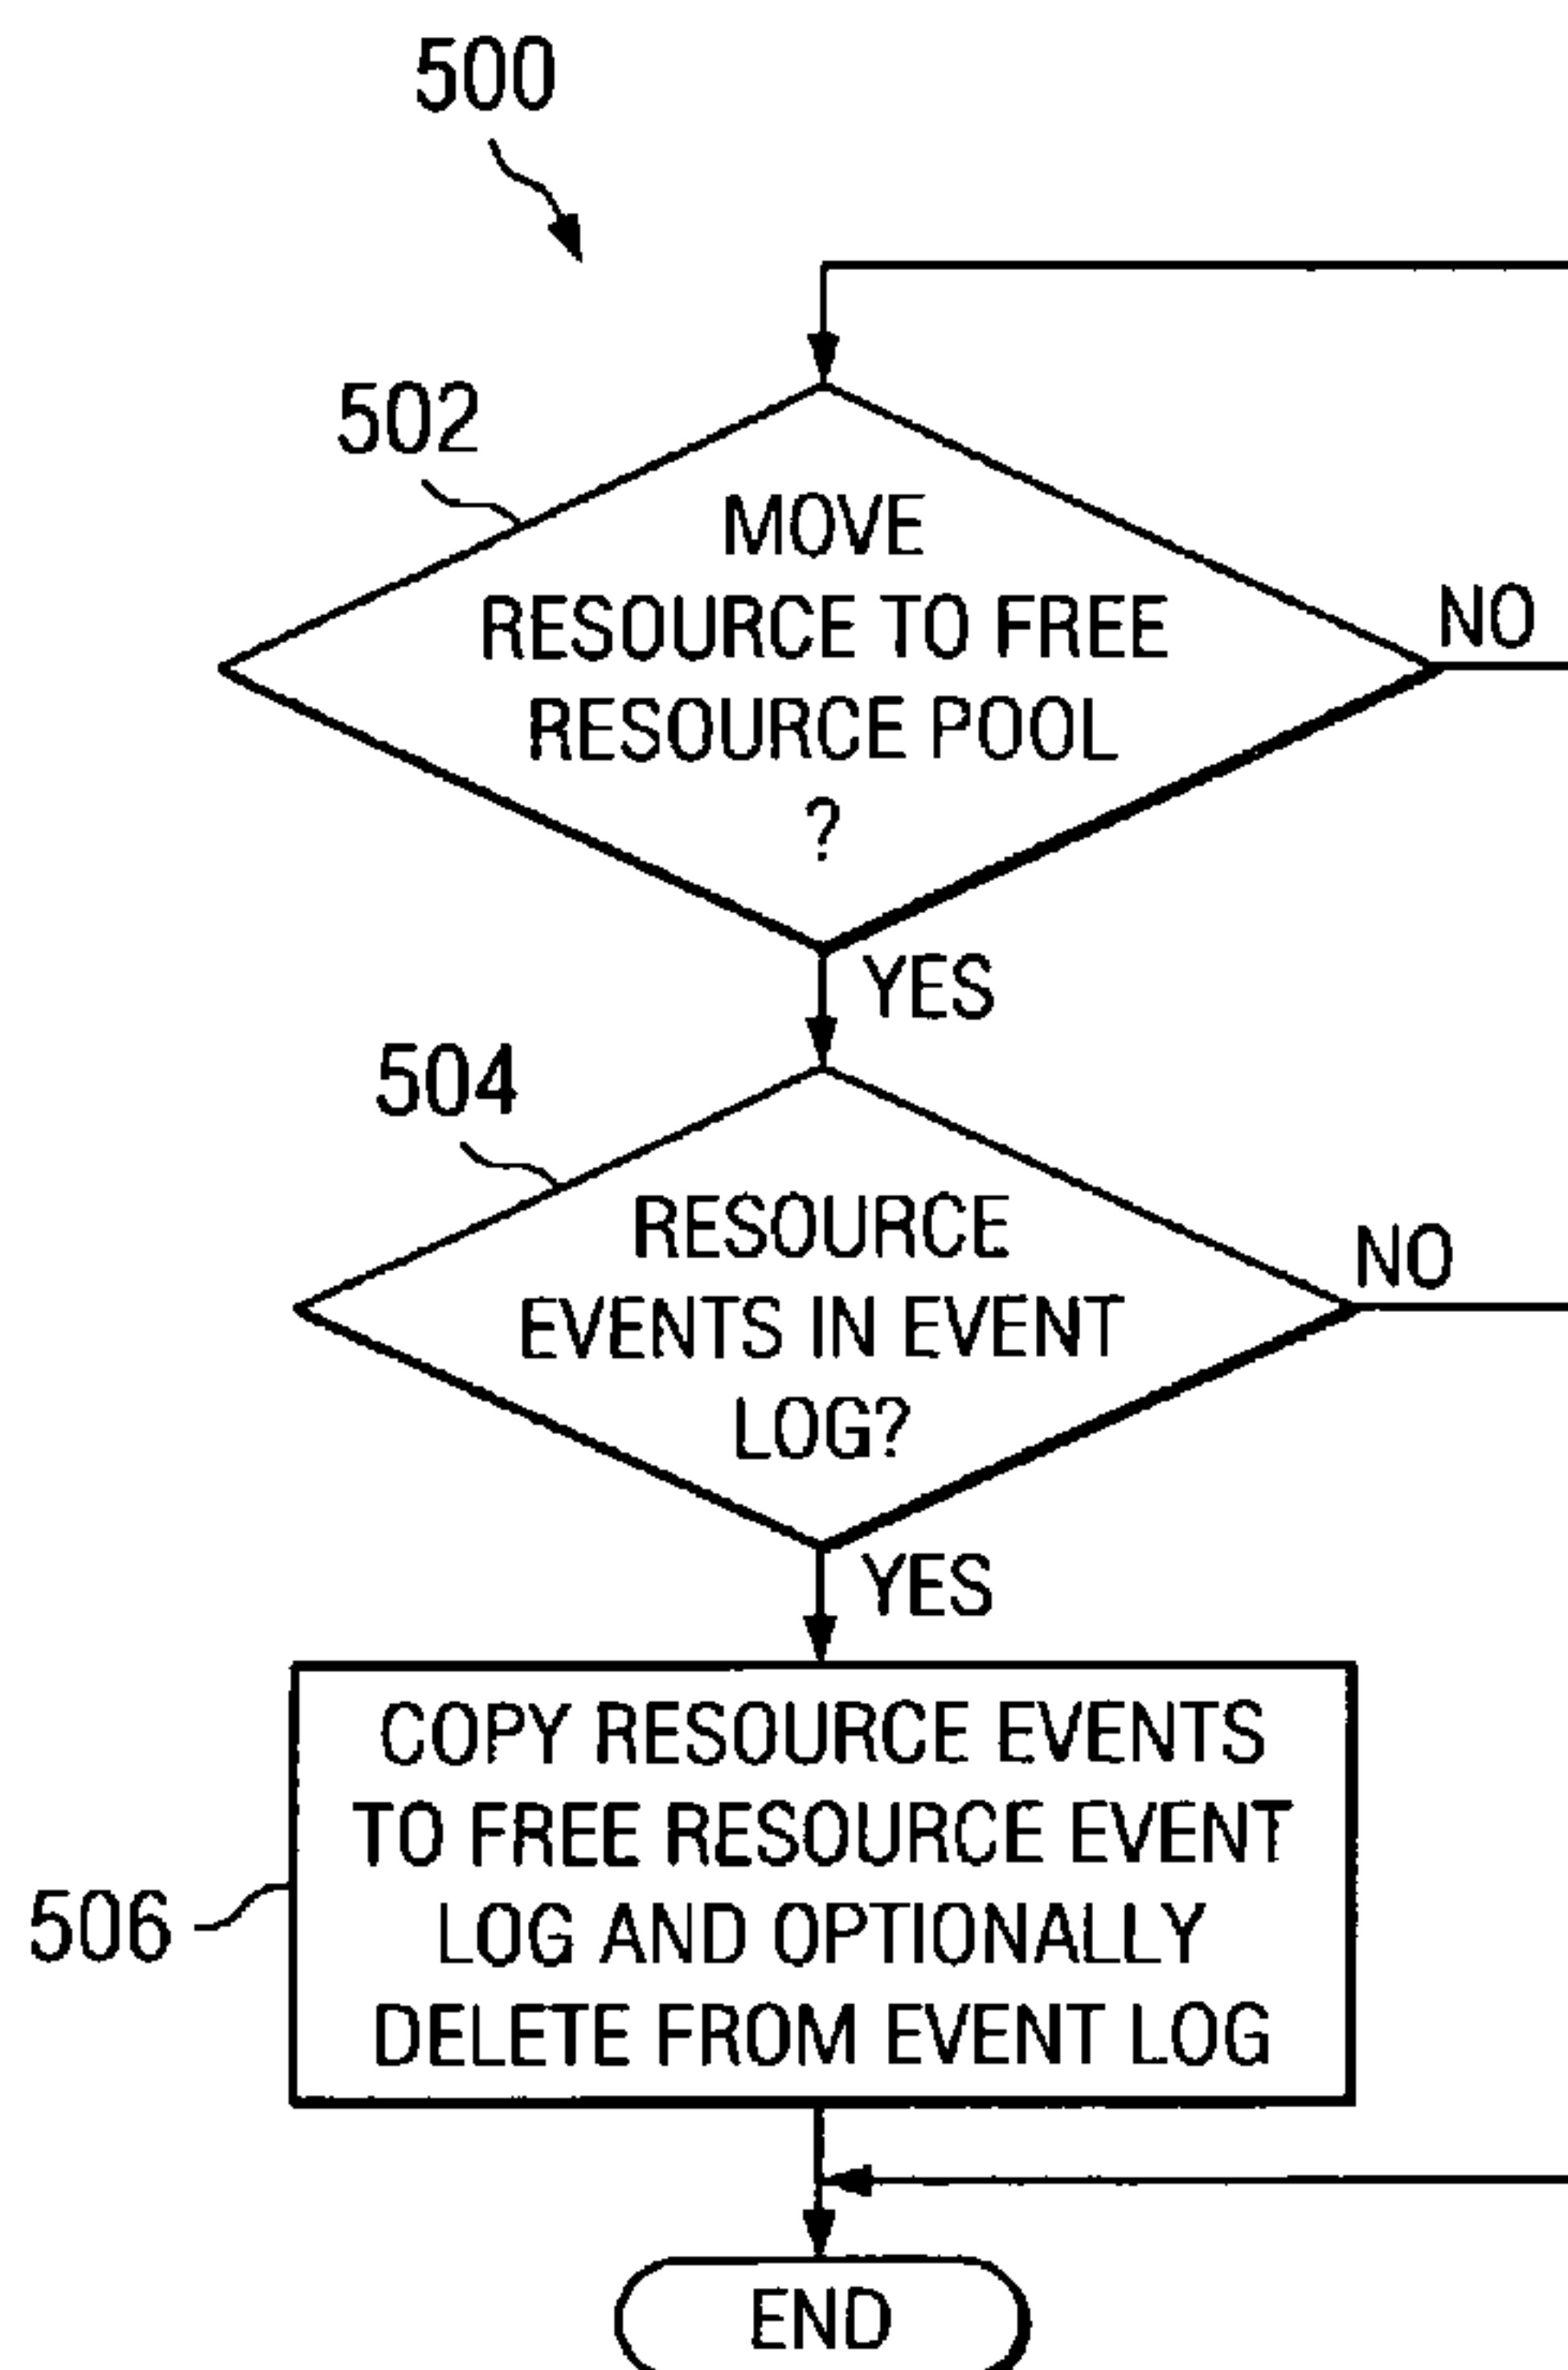 500
502
MOVE
RESOURCE TO FREE
RESOURCE POOL
?
NO
YES
504
RESOURCE
EVENTS IN EVENT
LOG?
NO
YES
506
COPY RESOURCE EVENTS
TO FREE RESOURCE EVENT
LOG AND OPTIONALLY
DELETE FROM EVENT LOG
END